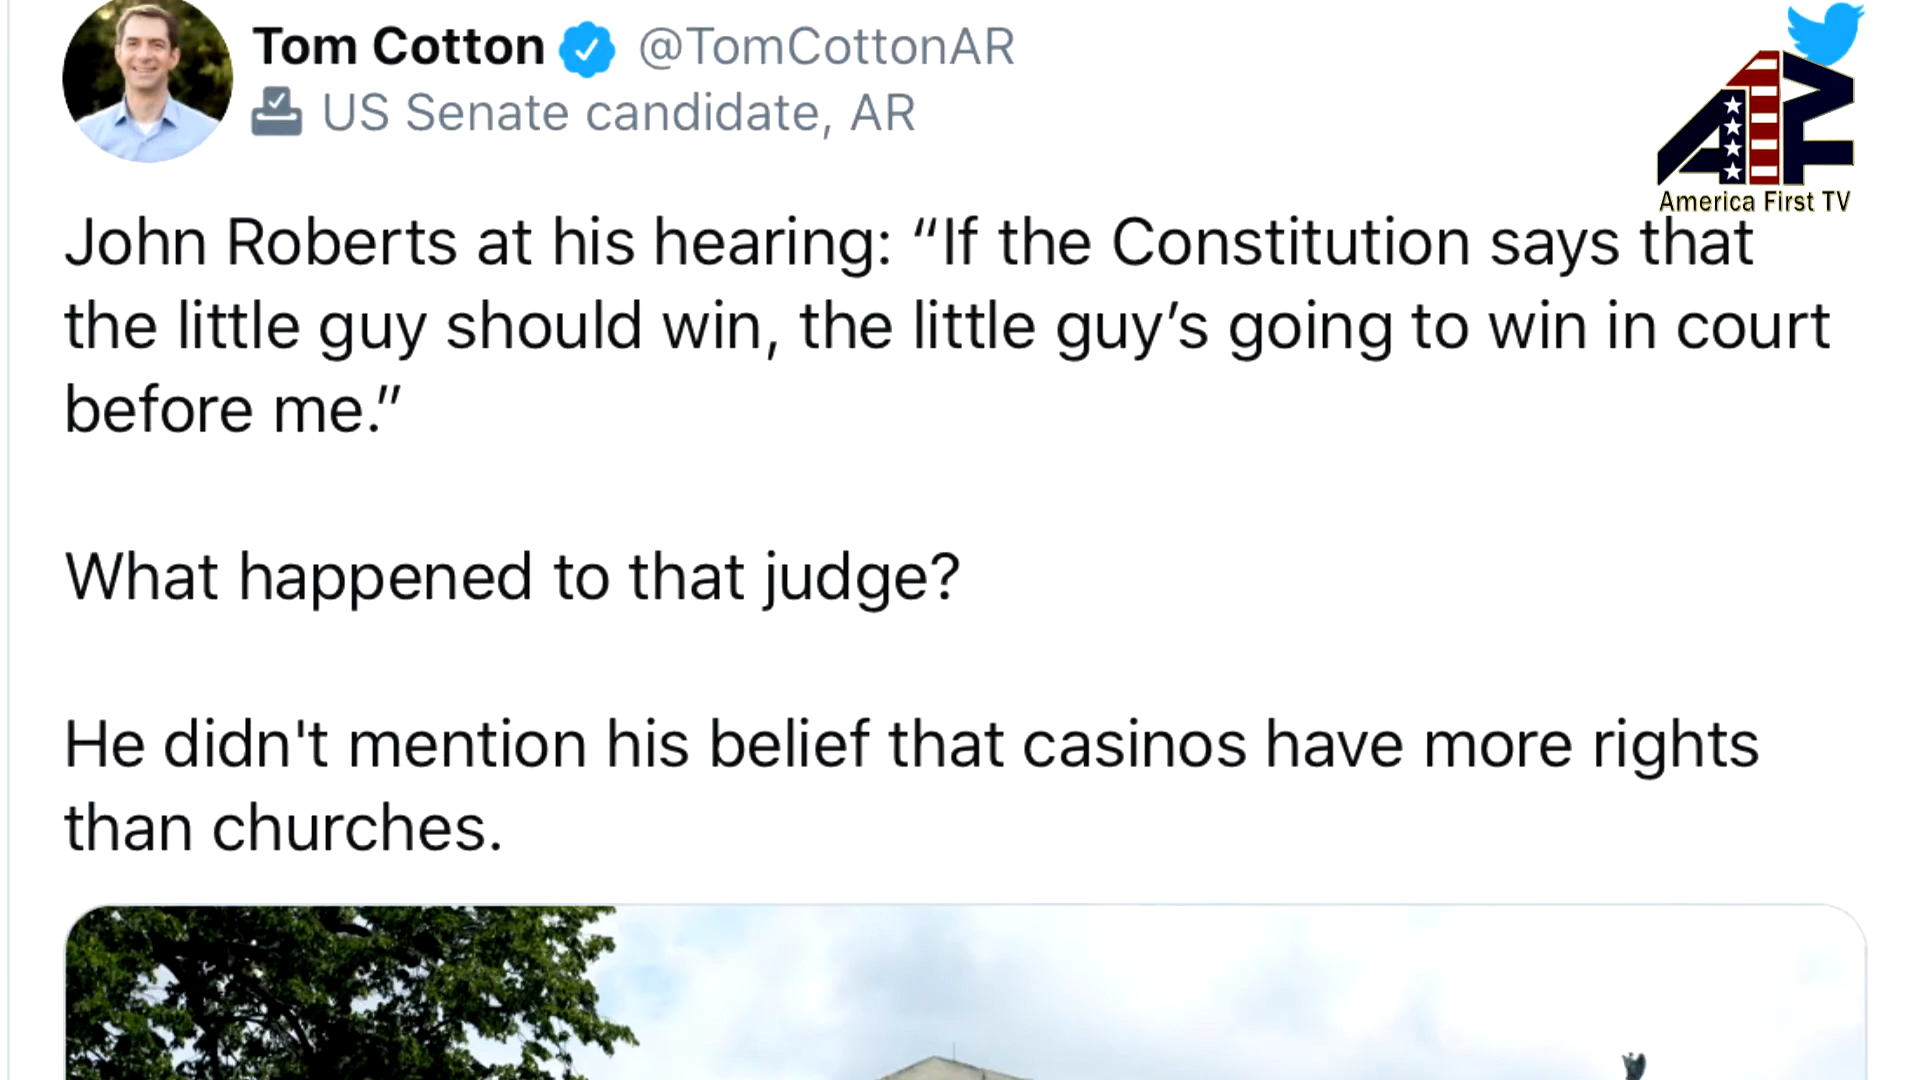 Tom Cotton @TomCottonAR
US Senate candidate, AR
America First TV
John Roberts at his hearing: “If the Constitution says that
the little guy should win, the little guy’s going to win in court
before me.”
What happened to that judge?
He didn't mention his belief that casinos have more rights
than churches.